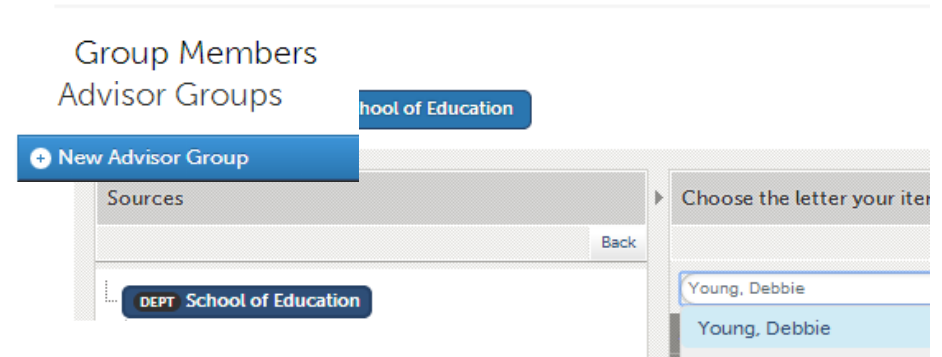 Group Members
Advisor Groups
hool of Education
New Advisor Group
Sources
Choose the letter your iter
Back
DEPT School of Education
Young, Debbie
Young, Debbie